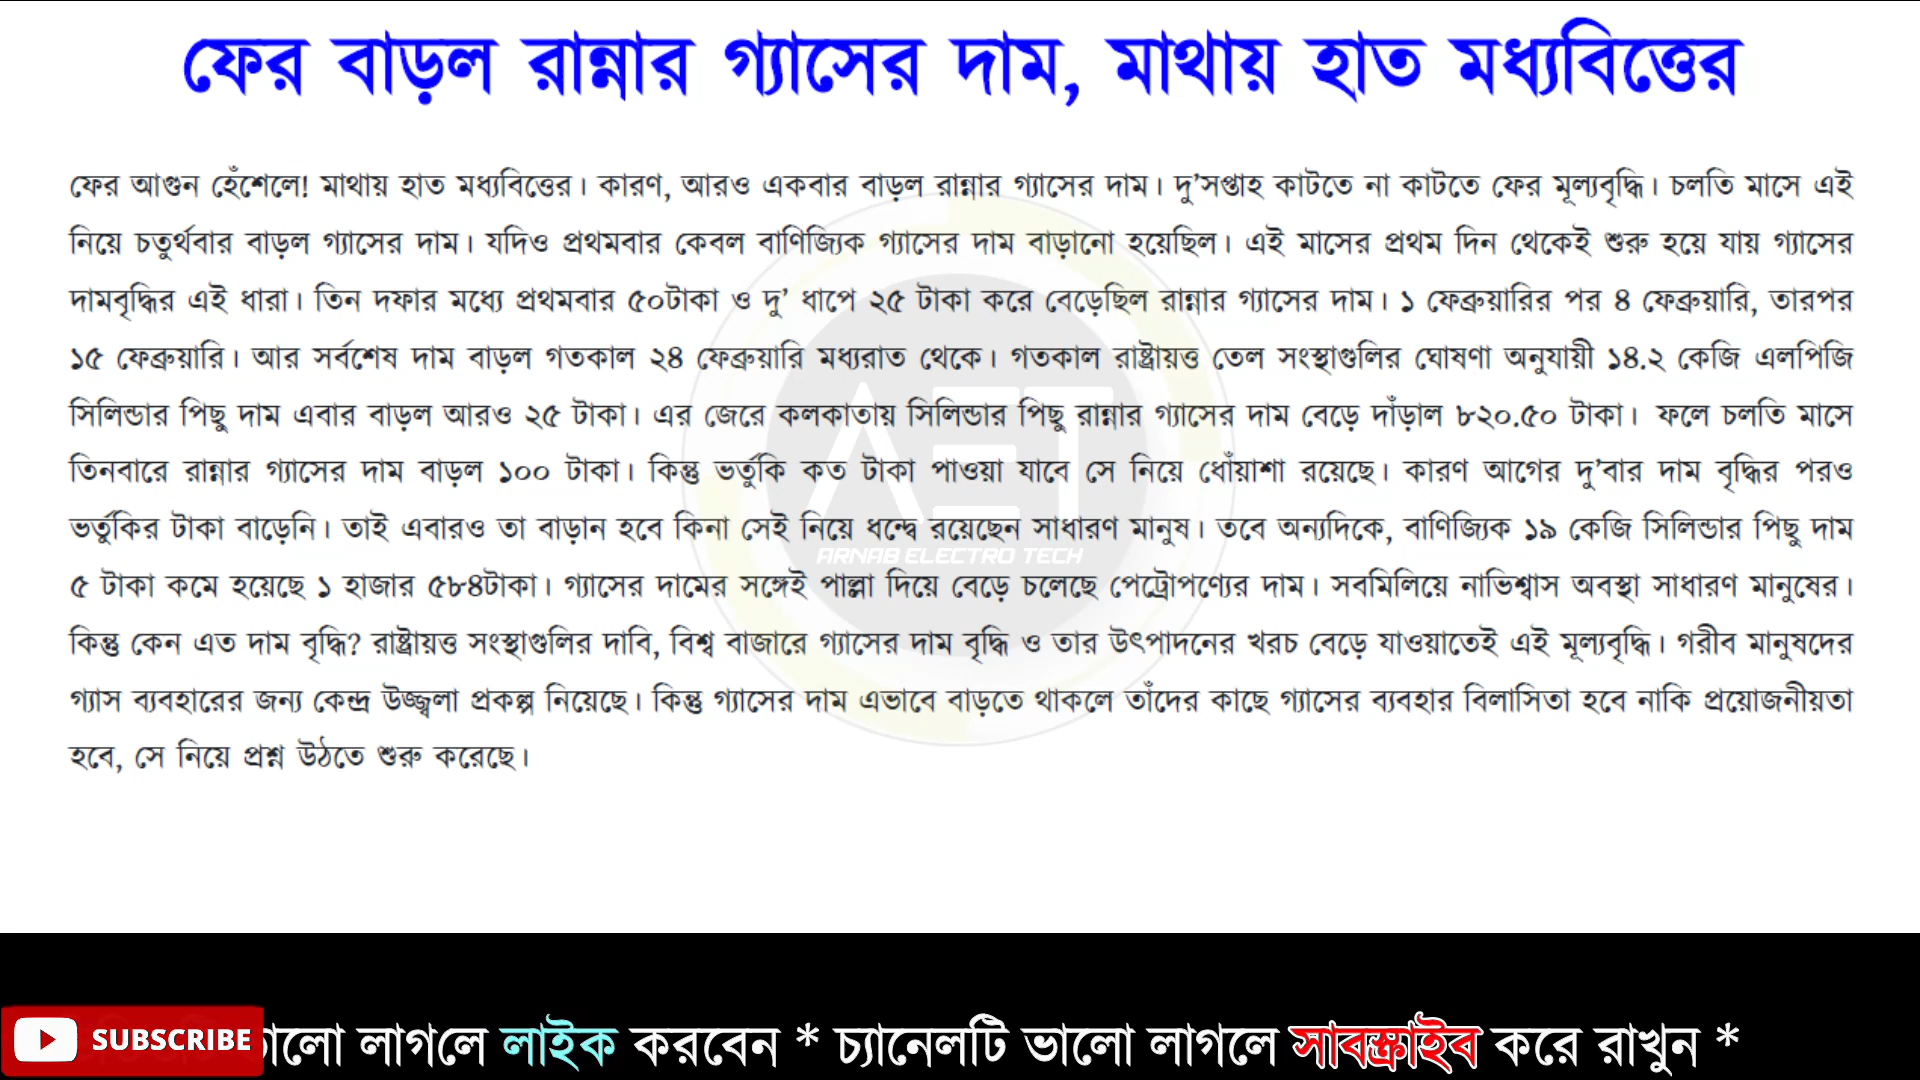 ফের বাড়ল রান্নার গ্যাসের দাম, মাথায় হাত মধ্যবিত্তের
ফের আগুন হেঁশেলে! মাথায় হাত মধ্যবিত্তের। কারণ, আরও একবার বাড়ল রান্নার গ্যাসের দাম। দু’সপ্তাহ কাটতে না কাটতে ফের মূল্যবৃদ্ধি। চলতি মাসে এই
নিয়ে চতুর্থবার বাড়ল গ্যাসের দাম। যদিও প্রথমবার কেবল বাণিজ্যিক গ্যাসের দাম বাড়ানো হয়েছিল। এই মাসের প্রথম দিন থেকেই শুরু হয়ে যায় গ্যাসের
দামবৃদ্ধির এই ধারা। তিন দফার মধ্যে প্রথমবার ৫০টাকা ও দু’ ধাপে ২৫ টাকা করে বেড়েছিল রান্নার গ্যাসের দাম। ১ ফেব্রুয়ারির পর ৪ ফেব্রুয়ারি, তারপর
১৫ ফেব্রুয়ারি। আর সর্বশেষ দাম বাড়ল গতকাল ২৪ ফেব্রুয়ারি মধ্যরাত থেকে। গতকাল রাষ্ট্রায়ত্ত তেল সংস্থাগুলির ঘোষণা অনুযায়ী ১৪.২ কেজি এলপিজি
সিলিন্ডার পিছু দাম এবার বাড়ল আরও ২৫ টাকা। এর জেরে কলকাতায় সিলিন্ডার পিছু রান্নার গ্যাসের দাম বেড়ে দাঁড়াল ৮২০.৫০ টাকা। ফলে চলতি মাসে
তিনবারে রান্নার গ্যাসের দাম বাড়ল ১০০ টাকা। কিন্তু ভর্তুকি কত টাকা পাওয়া যাবে সে নিয়ে ধোঁয়াশা রয়েছে। কারণ আগের দু’বার দাম বৃদ্ধির পরও
ভর্তুকির টাকা বাড়েনি। তাই এবারও তা বাড়ান হবে কিনা সেই নিয়ে ধন্দ্বে রয়েছেন সাধারণ মানুষ। তবে অন্যদিকে, বাণিজ্যিক ১৯ কেজি সিলিন্ডার পিছু দাম
৫ টাকা কমে হয়েছে ১ হাজার ৫৮৪টাকা। গ্যাসের দামের সঙ্গেই পাল্লা দিয়ে বেড়ে চলেছে পেট্রোপণ্যের দাম। সবমিলিয়ে নাভিশ্বাস অবস্থা সাধারণ মানুষের।
কিন্তু কেন এত দাম বৃদ্ধি? রাষ্ট্রায়ত্ত সংস্থাগুলির দাবি, বিশ্ব বাজারে গ্যাসের দাম বৃদ্ধি ও তার উৎপাদনের খরচ বেড়ে যাওয়াতেই এই মূল্যবৃদ্ধি। গরীব মানুষদের
গ্যাস ব্যবহারের জন্য কেন্দ্র উজ্জ্বলা প্রকল্প নিয়েছে। কিন্তু গ্যাসের দাম এভাবে বাড়তে থাকলে তাঁদের কাছে গ্যাসের ব্যবহার বিলাসিতা হবে নাকি প্রয়োজনীয়তা
হবে, সে নিয়ে প্রশ্ন উঠতে শুরু করেছে।
AET
ARNAB ELECTRO TECH
SUBSCRIBE
লাগলে লাইক করবেন * চ্যানেলটি ভালো লাগলে সাবস্ক্রাইব করে রাখুন *